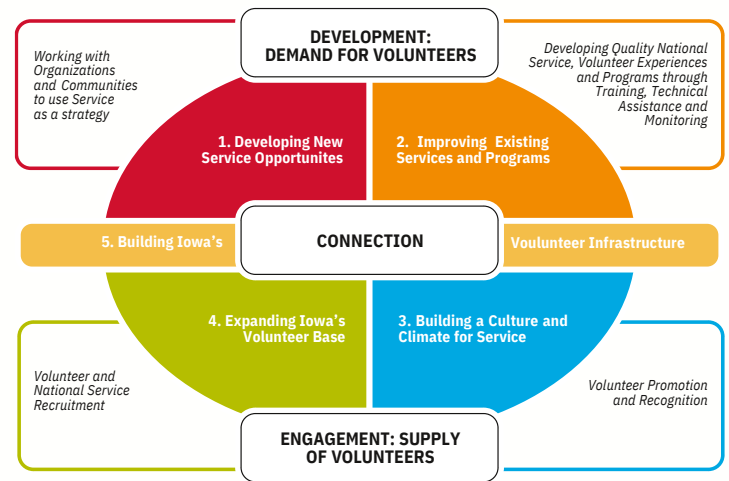 DEVELOPMENT:
DEMAND FOR VOLUNTEERS
Working with
Organizations
and Communities
to use Service
as a strategy
Developing Quality National
Service, Volunteer Experiences
and Programs through
Training, Technical
Assistance and
Monitoring
1. Developing New
Service Opportunites
2. Improving Existing
Services and Programs
5. Building Iowa's
CONNECTION
Voulunteer Infrastructure
4. Expanding Iowa's
Volunteer Base
3. Building a Culture and
Climate for Service
Volunteer and
National Service
Recruitment
Volunteer Promotion
and Recognition
ENGAGEMENT: SUPPLY
OF VOLUNTEERS